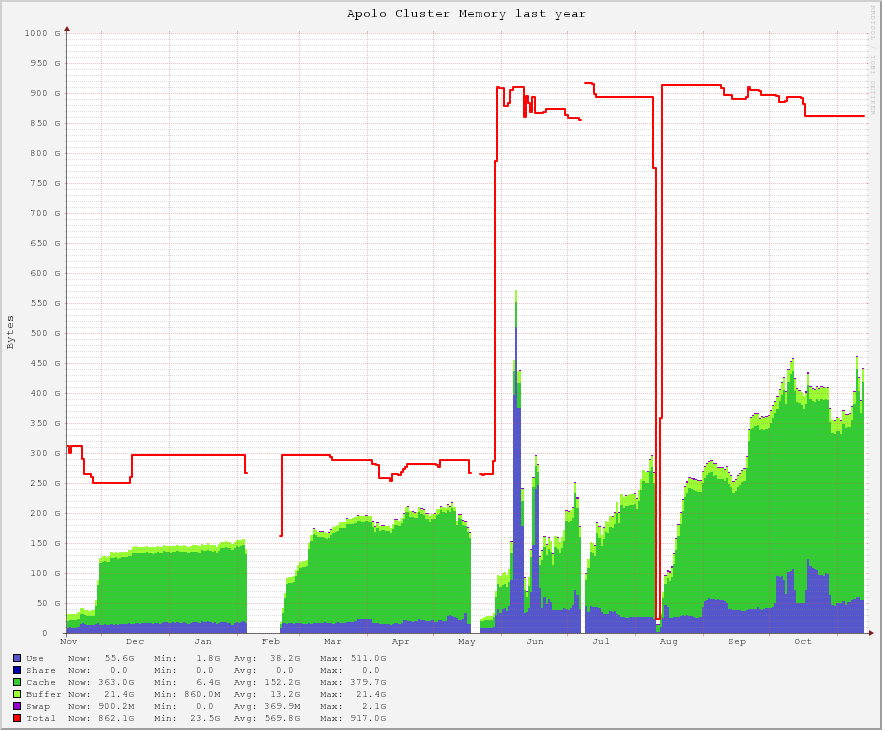 Apolo Cluster Memory last year
RRDTOOL / TOBI OETIKER
1000 G
950 G
900 G
850 G
800 G
750 G
700 G
650 G
600 G
550 G
500 G
450 G
400 G
350 G
300 G
250 G
200 G
150 G
100 G
50 G
0
Bytes
Nov Dec Jan Feb Mar Apr May Jun Jul Aug Sep Oct
Use Now: 55.6G Min: 1.8G Avg: 38.2G Max: 511.0G
Share Now: 0.0 Min: 0.0 Avg: 0.0 Max: 0.0
Cache Now: 363.0G Min: 6.4G Avg: 152.2G Max: 379.7G
Buffer Now: 21.4G Min: 860.0M Avg: 13.2G Max: 21.4G
Swap Now: 900.2M Min: 0.0 Avg: 369.9M Max: 2.1G
Total Now: 862.1G Min: 23.5G Avg: 569.8G Max: 917.0G